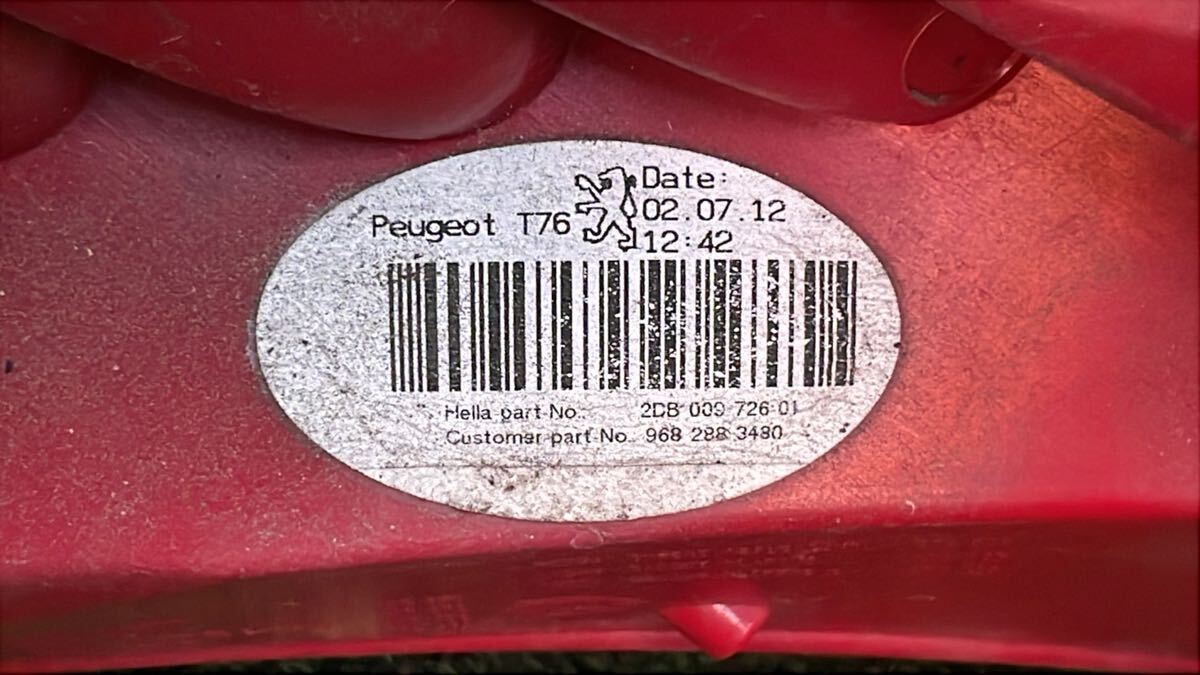 Peugeot T76
Date:
02.07.12
12:42
Hella part No.: 2DB 009 726-01
Customer part No.: 968 288 3480